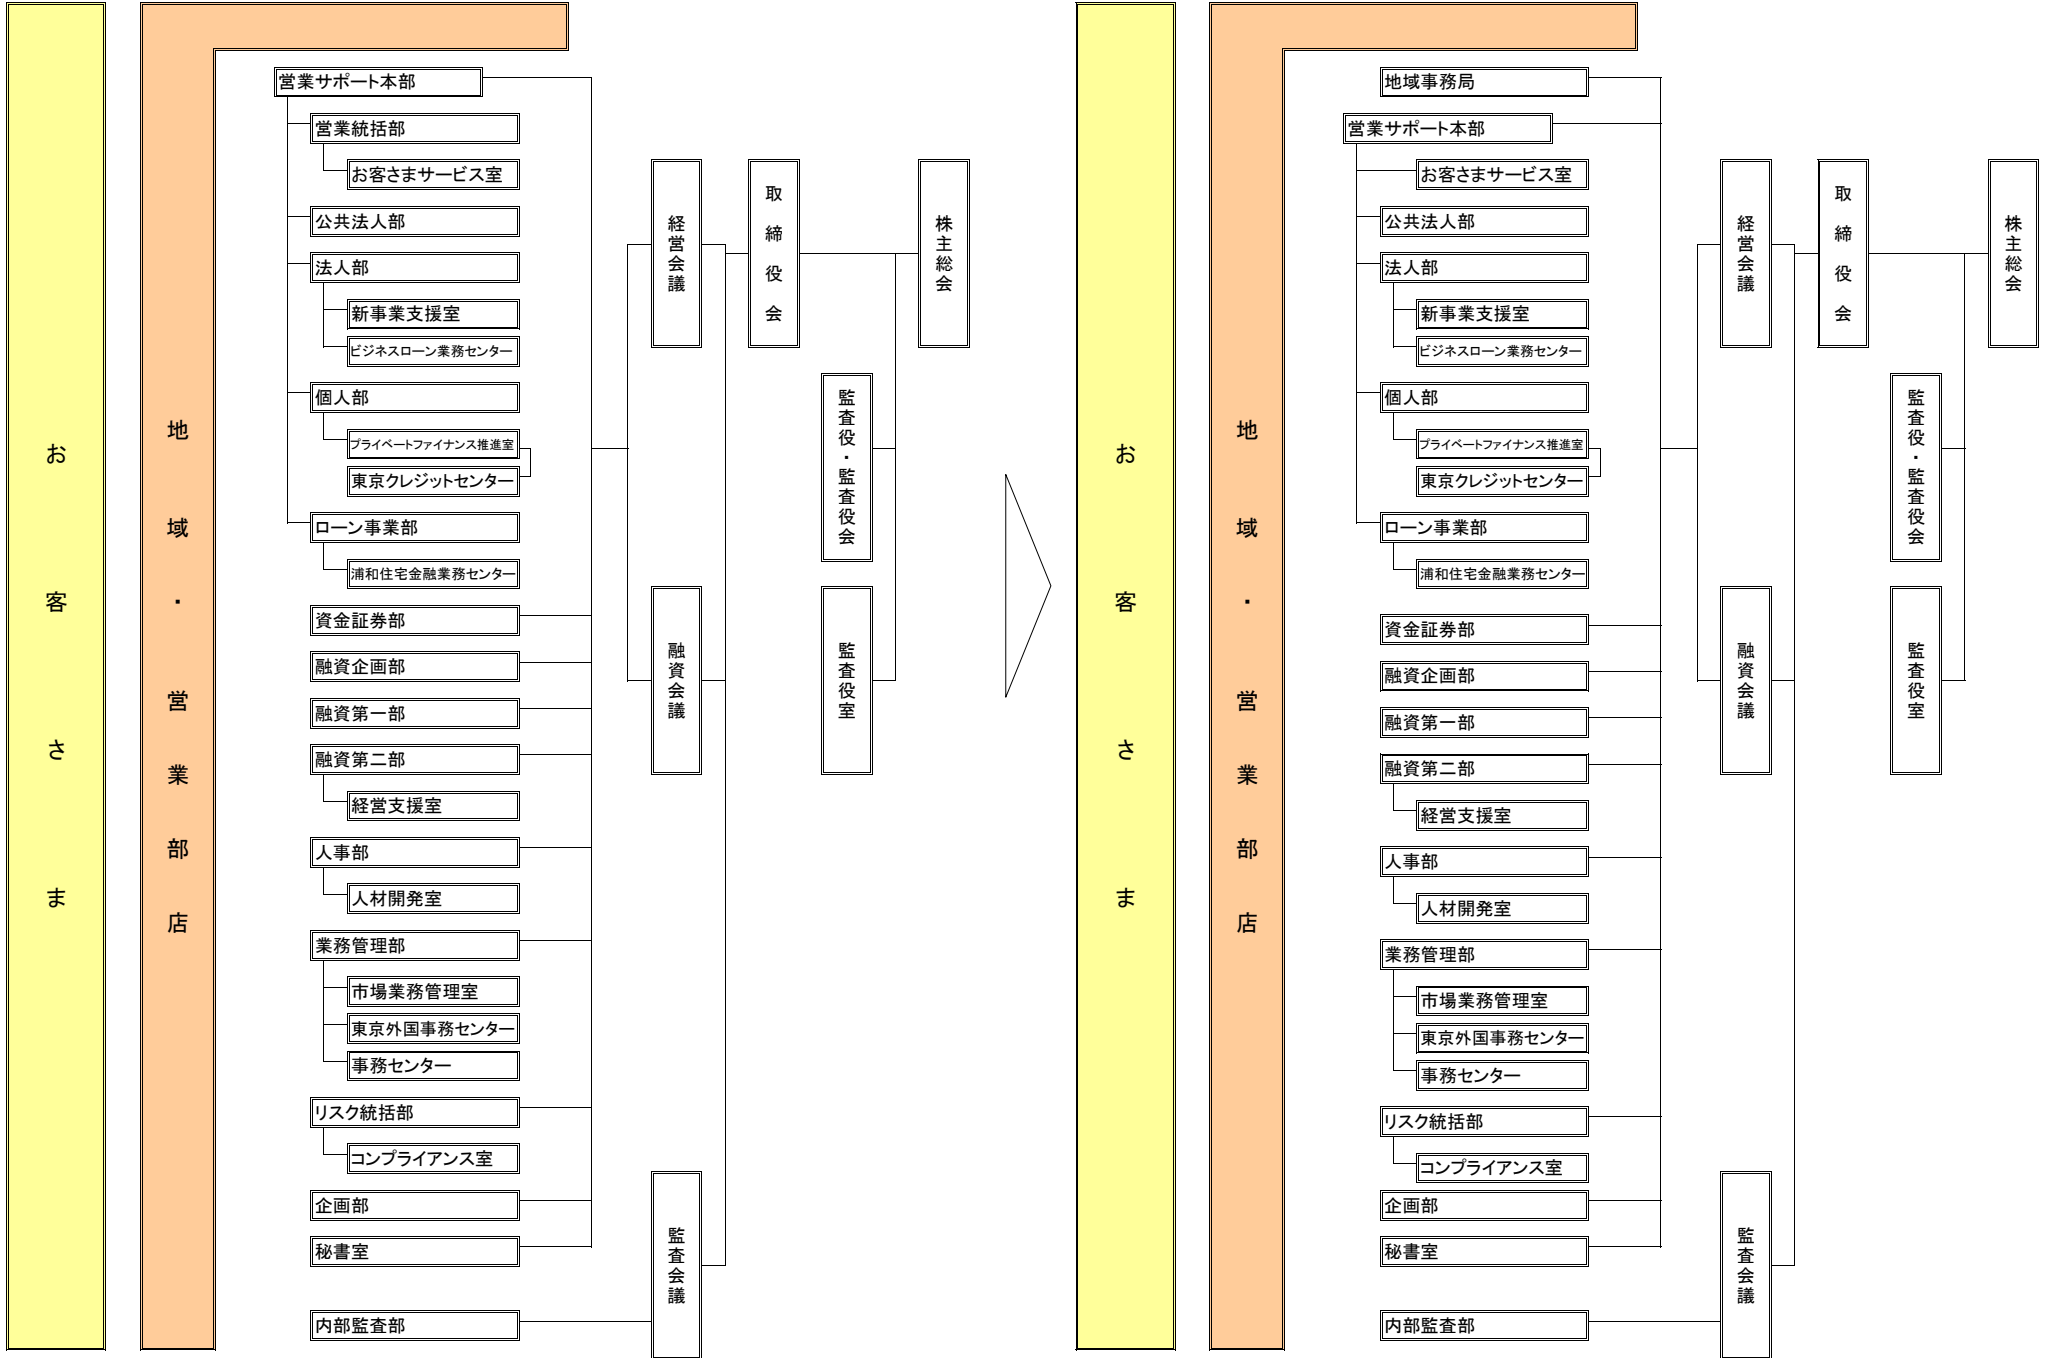 お客さま
地域・営業部店
営業サポート本部
営業統括部
お客さまサービス室
公共法人部
法人部
新事業支援室
ビジネスローン業務センター
個人部
プライベートファイナンス推進室
東京クレジットセンター
ローン事業部
浦和住宅金融業務センター
資金証券部
融資企画部
融資第一部
融資第二部
経営支援室
人事部
人材開発室
業務管理部
市場業務管理室
東京外国事務センター
事務センター
リスク統括部
コンプライアンス室
企画部
秘書室
内部監査部
経営会議
融資会議
監査会議
取締役会
監査役・監査役会
監査役室
株主総会
お客さま
地域・営業部店
地域事務局
営業サポート本部
お客さまサービス室
公共法人部
法人部
新事業支援室
ビジネスローン業務センター
個人部
プライベートファイナンス推進室
東京クレジットセンター
ローン事業部
浦和住宅金融業務センター
資金証券部
融資企画部
融資第一部
融資第二部
経営支援室
人事部
人材開発室
業務管理部
市場業務管理室
東京外国事務センター
事務センター
リスク統括部
コンプライアンス室
企画部
秘書室
内部監査部
経営会議
融資会議
監査会議
取締役会
監査役・監査役会
監査役室
株主総会